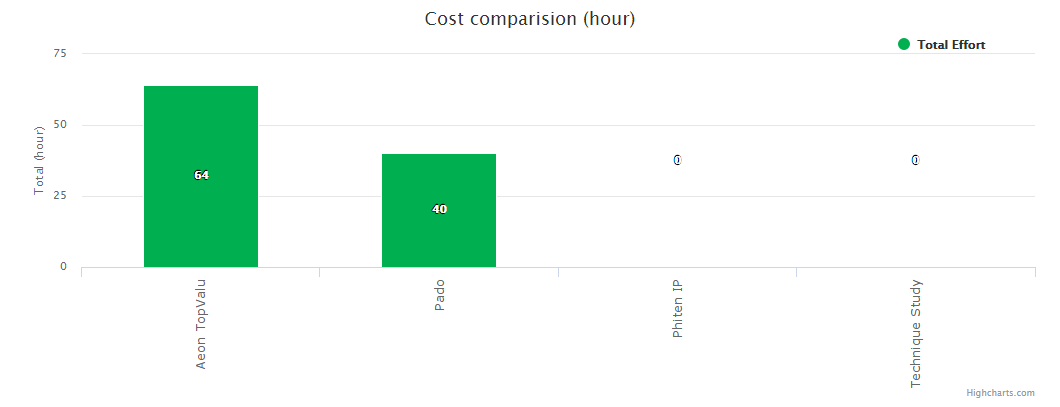 Cost comparision (hour)
Total Effort
Total (hour)
75
50
25
0
64
40
0
0
Aeon TopValu
Pado
Phiten IP
Technique Study
Highcharts.com